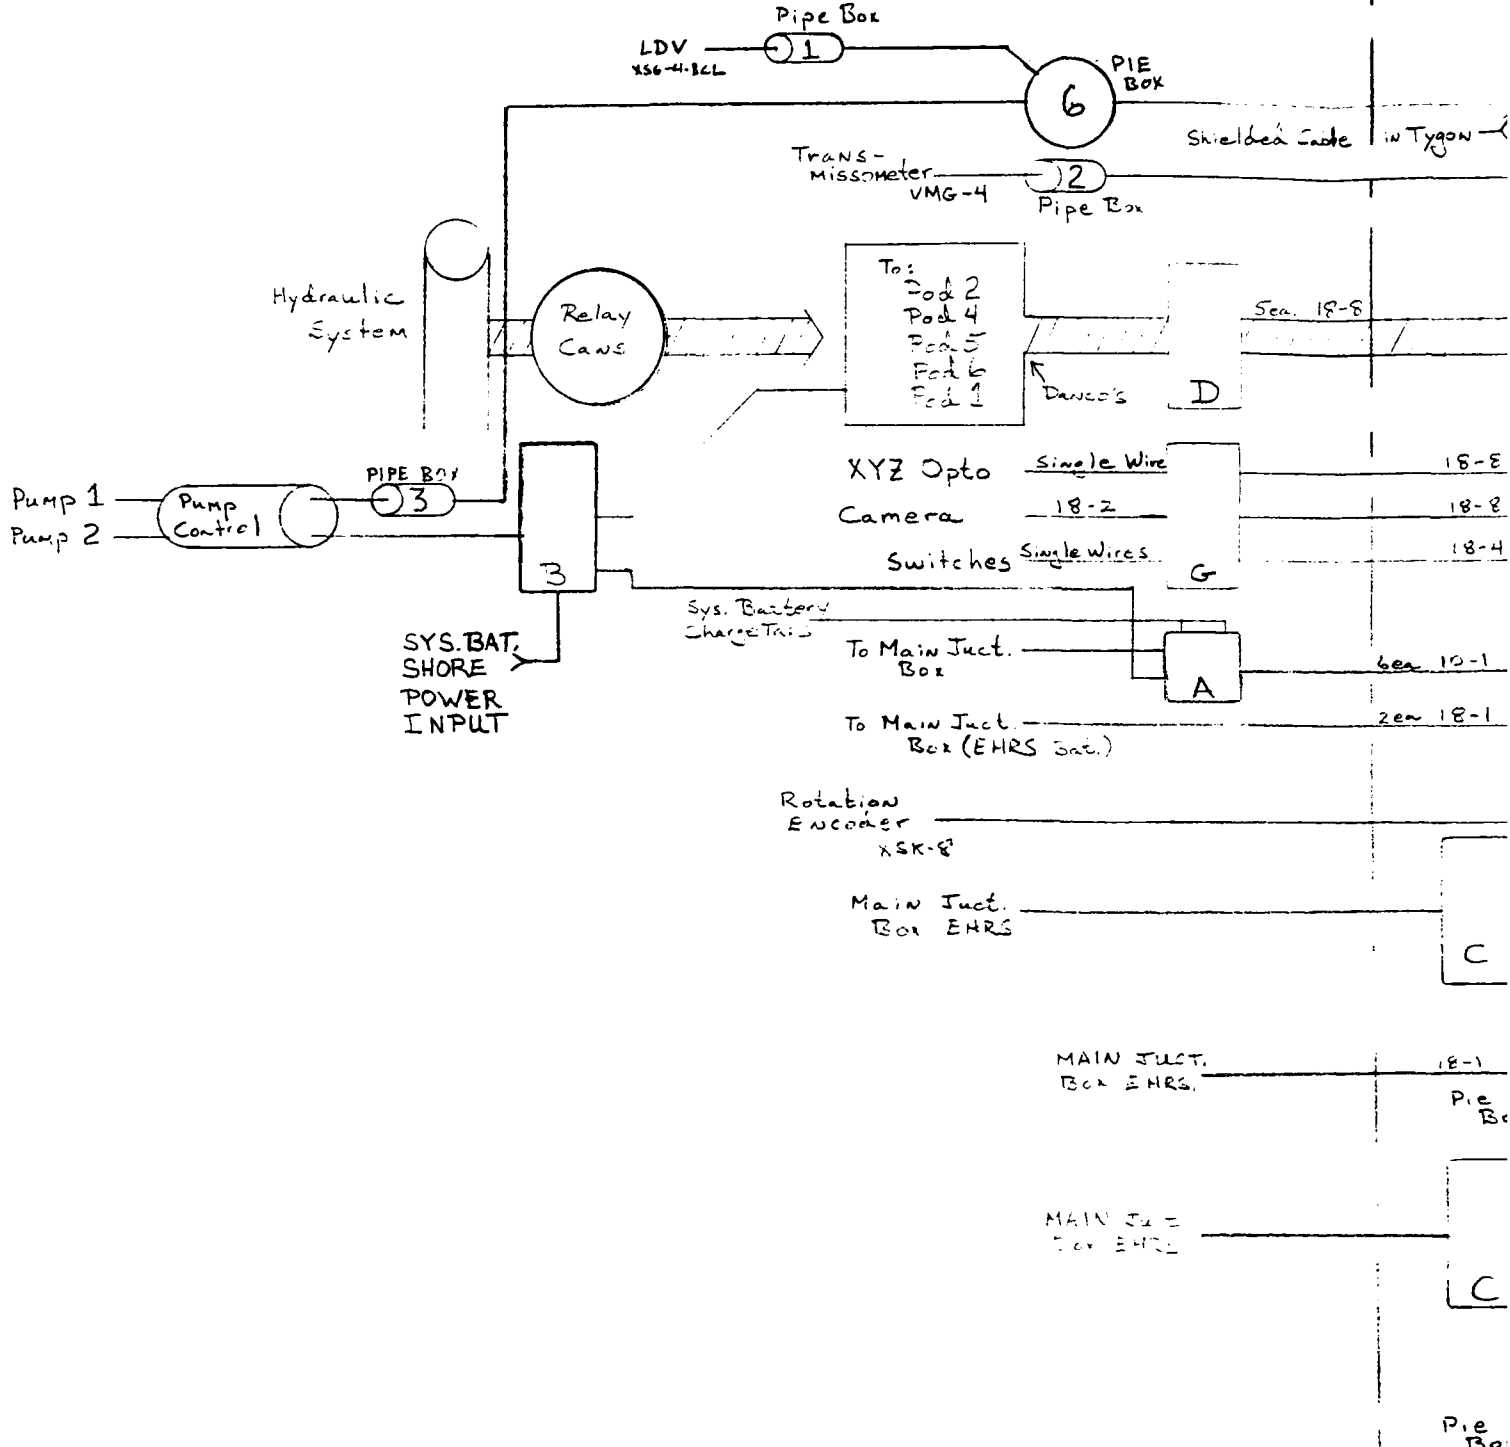 Pipe Box
LDV
1
PIE
BOX
6
Shielded Cable in Tygon
Trans-
missometer
VMG-4
2
Pipe Box
Hydraulic
System
Relay
Cans
To:
Pod 2
Pod 4
Pod 5
Pod 6
Pod 1
Danco's
D
5ea. 18-8
PIPE BOX
3
Pump 1
Pump 2
Pump
Control
B
XYZ Opto
Single Wire
18-8
Camera
18-2
18-8
Switches
Single Wires
18-4
G
Sys. Battery
SYS. BAT.
SHORE
POWER
INPUT
To Main Juct.
Box
A
6ea 10-1
To Main Juct.
Box (EHRS Bat.)
2ea 18-1
Rotation
Encoder
XSK-8
Main Juct.
Box EHRS
C
MAIN JUCT.
Box EHRS.
18-1
Pie
MAIN
Box EHRS
C
Pie